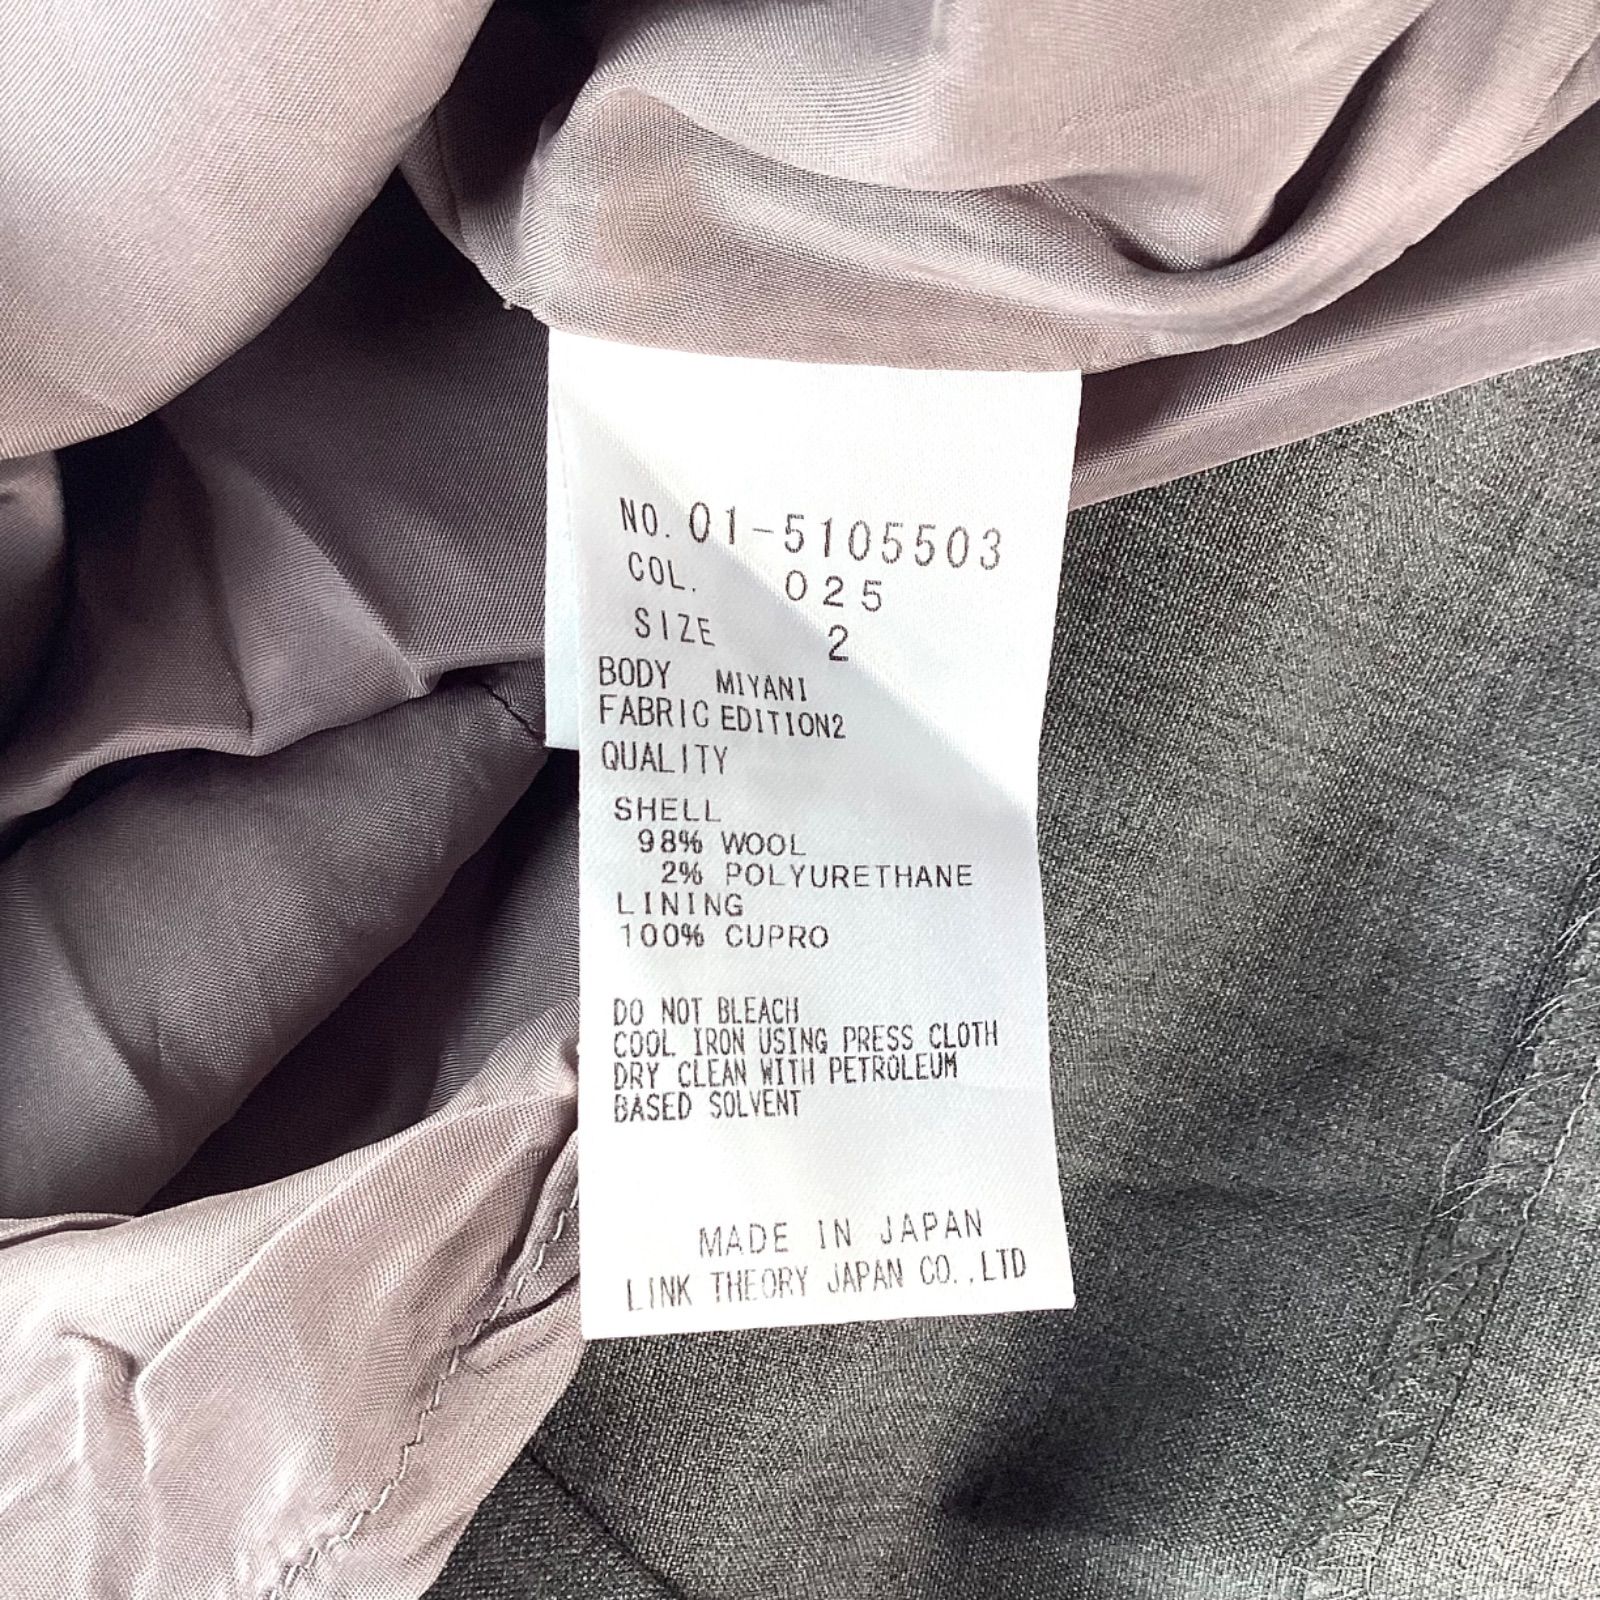 NO. 01-5105503
COL. 025
SIZE 2
BODY MIYANI
FABRIC EDITION2
QUALITY
SHELL
98% WOOL
2% POLYURETHANE
LINING
100% CUPRO
DO NOT BLEACH
COOL IRON USING PRESS CLOTH
DRY CLEAN WITH PETROLEUM
BASED SOLVENT
MADE IN JAPAN
LINK THEORY JAPAN CO.,LTD